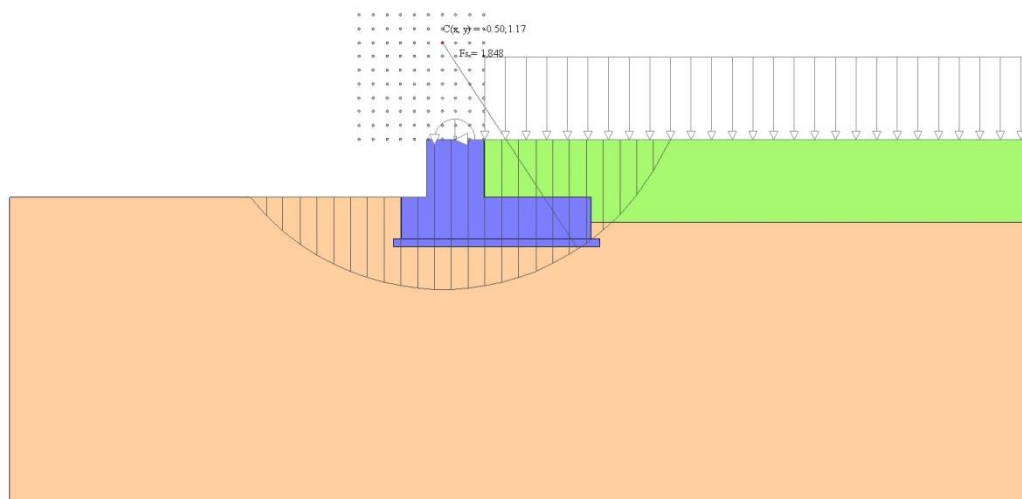 C(x, y) = -0.50;1.17
Fs = 1.848